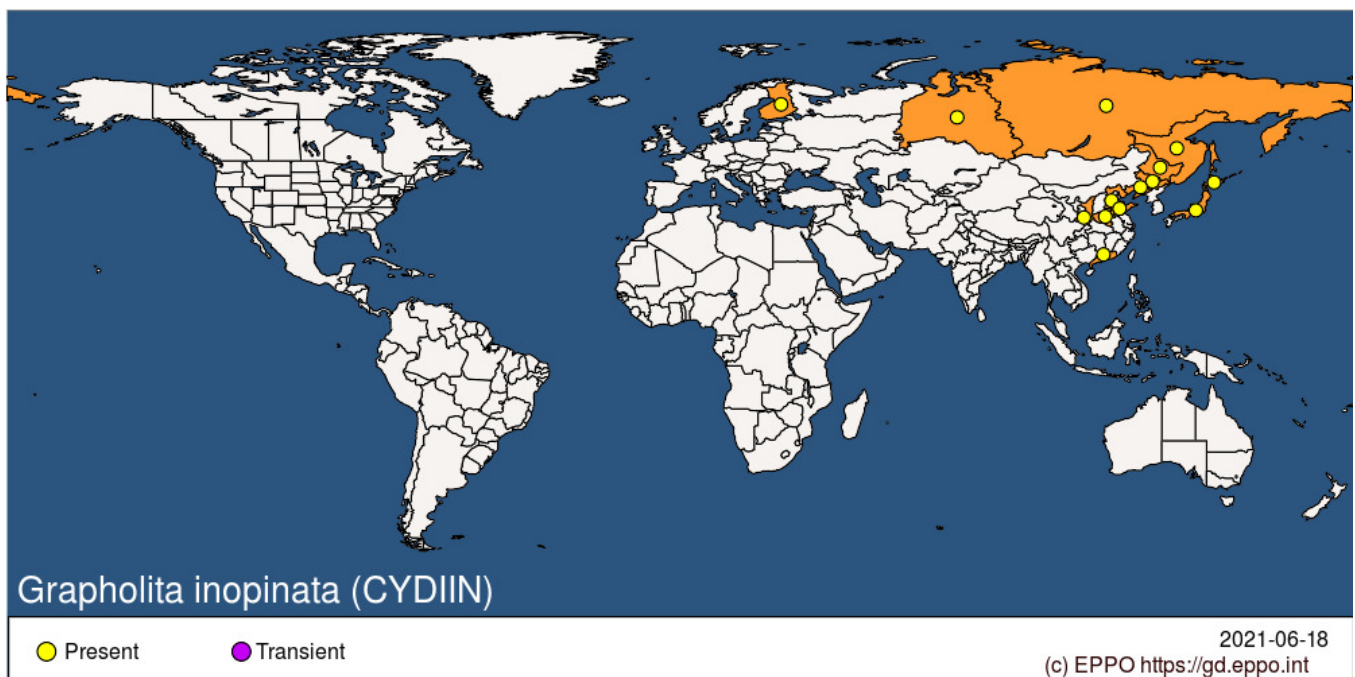 Grapholita inopinata (CYDIIN)
Present
Transient
2021-06-18
(c) EPPO https://gd.eppo.int